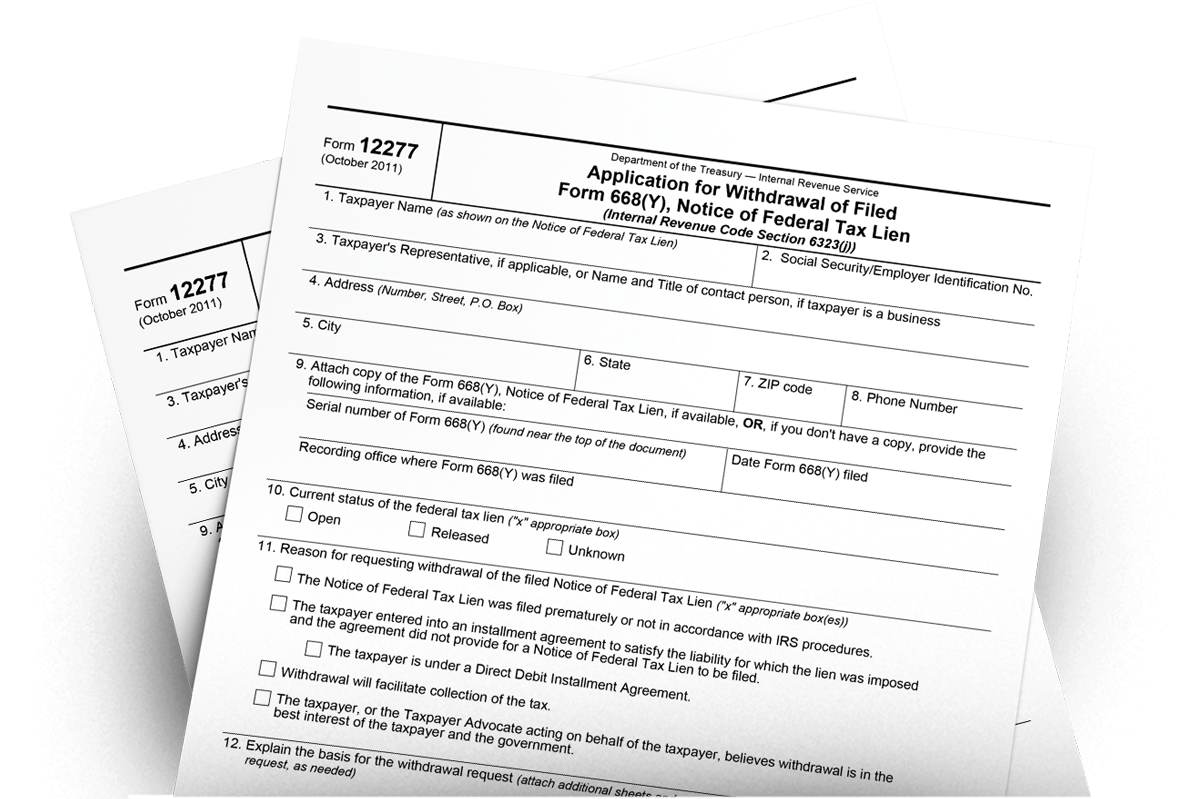 Form 12277
(October 2011)
Department of the Treasury — Internal Revenue Service
Application for Withdrawal of Filed
Form 668(Y), Notice of Federal Tax Lien
(Internal Revenue Code Section 6323(j))
1. Taxpayer Name (as shown on the Notice of Federal Tax Lien)
2. Social Security/Employer Identification No.
3. Taxpayer's Representative, if applicable, or Name and Title of contact person, if taxpayer is a business
4. Address (Number, Street, P.O. Box)
5. City
6. State
7. ZIP code
8. Phone Number
9. Attach copy of the Form 668(Y), Notice of Federal Tax Lien, if available, OR, if you don't have a copy, provide the
following information, if available:
Serial number of Form 668(Y) (found near the top of the document)
Date Form 668(Y) filed
Recording office where Form 668(Y) was filed
10. Current status of the federal tax lien ("x" appropriate box)
Open
Released
Unknown
11. Reason for requesting withdrawal of the filed Notice of Federal Tax Lien ("x" appropriate box(es))
The Notice of Federal Tax Lien was filed prematurely or not in accordance with IRS procedures.
The taxpayer entered into an installment agreement to satisfy the liability for which the lien was imposed
and the agreement did not provide for a Notice of Federal Tax Lien to be filed.
The taxpayer is under a Direct Debit Installment Agreement.
Withdrawal will facilitate collection of the tax.
The taxpayer, or the Taxpayer Advocate acting on behalf of the taxpayer, believes withdrawal is in the
best interest of the taxpayer and the government.
12. Explain the basis for the withdrawal request (attach additional sheets
request, as needed)
Form 12277
(October 2011)
1. Taxpayer Nam
3. Taxpayer's
4. Address
5. City
9. A